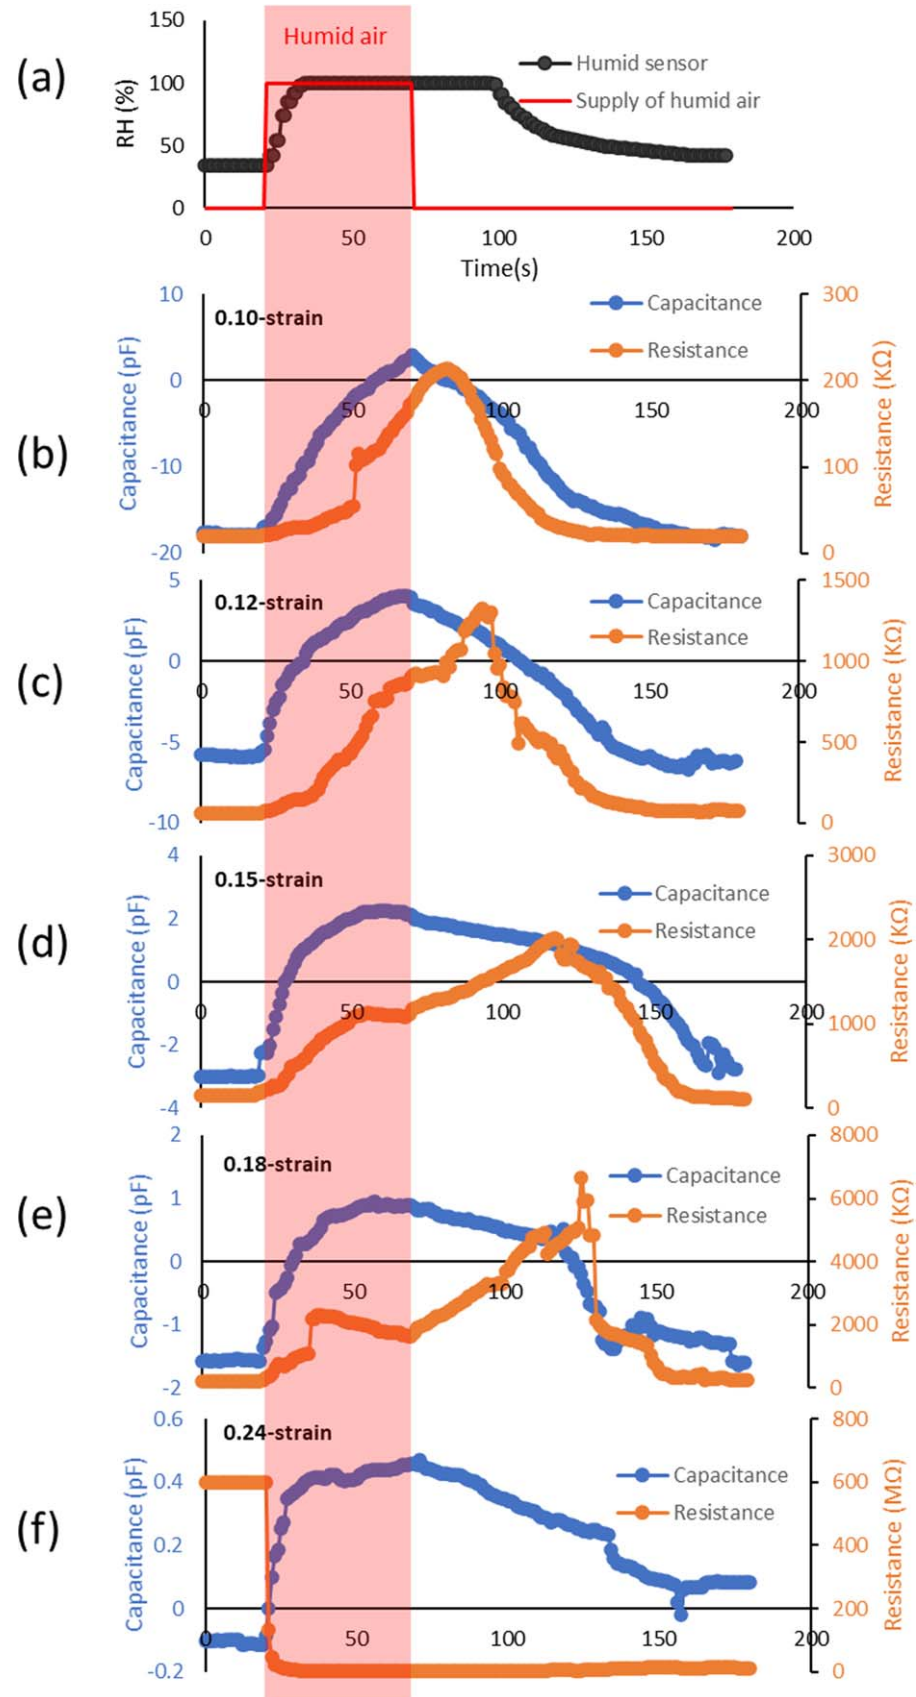 (a)
RH (%)
150
100
50
0
Humid air
Humid sensor
Supply of humid air
0 50 100 150 200
Time(s)
(b)
Capacitance (pF)
10
0
-10
-20
0.10-strain
Capacitance
Resistance
0 50 100 150 200
300
200
100
0
Resistance (KΩ)
(c)
Capacitance (pF)
5
0
-5
-10
0.12-strain
Capacitance
Resistance
0 50 100 150 200
1500
1000
500
0
Resistance (KΩ)
(d)
Capacitance (pF)
4
2
0
-2
-4
0.15-strain
Capacitance
Resistance
0 50 100 150 200
3000
2000
1000
0
Resistance (KΩ)
(e)
Capacitance (pF)
2
1
0
-1
-2
0.18-strain
Capacitance
Resistance
0 50 100 150 200
8000
6000
4000
2000
0
Resistance (KΩ)
(f)
Capacitance (pF)
0.6
0.4
0.2
0
-0.2
0.24-strain
Capacitance
Resistance
0 50 100 150 200
800
600
400
200
0
Resistance (MΩ)